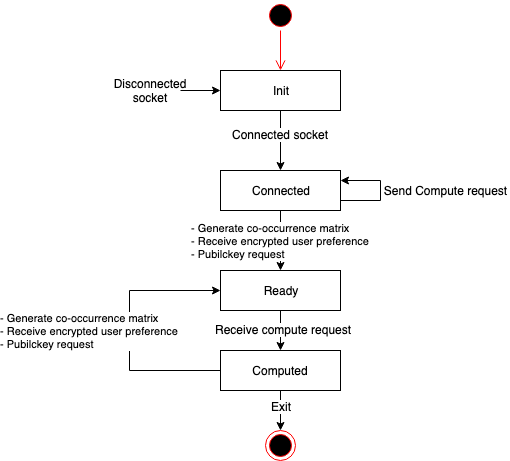 Disconnected
socket
Init
Connected socket
Connected
Send Compute request
- Generate co-occurrence matrix
- Receive encrypted user preference
- Pubilckey request
Ready
- Generate co-occurrence matrix
- Receive encrypted user preference
- Pubilckey request
Receive compute request
Computed
Exit